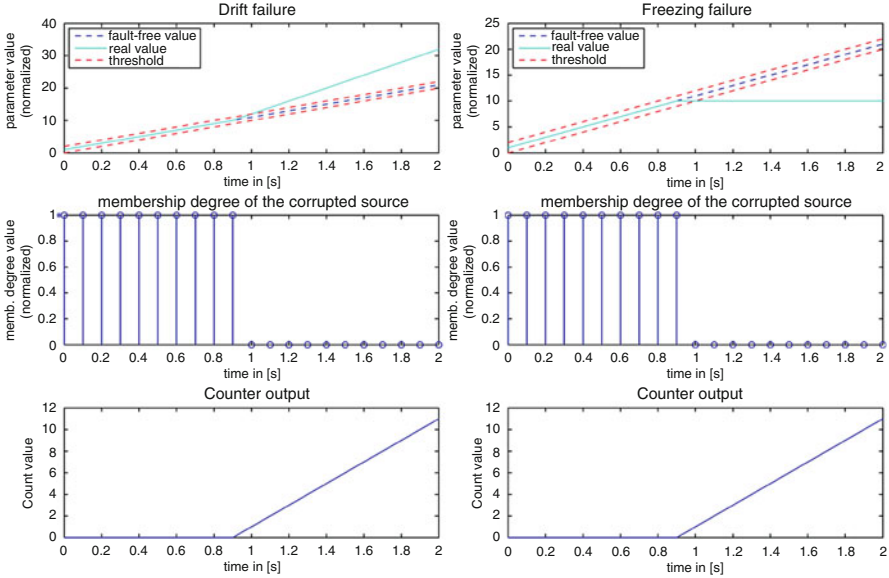 Drift failure
40
30
20
10
0
parameter value
(normalized)
fault-free value
real value
threshold
0 0.2 0.4 0.6 0.8 1 1.2 1.4 1.6 1.8 2
time in [s]
Freezing failure
25
20
15
10
5
0
parameter value
(normalized)
fault-free value
real value
threshold
0 0.2 0.4 0.6 0.8 1 1.2 1.4 1.6 1.8 2
time in [s]
membership degree of the corrupted source
1
0.8
0.6
0.4
0.2
0
memb. degree value
(normalized)
0 0.2 0.4 0.6 0.8 1 1.2 1.4 1.6 1.8 2
time in [s]
membership degree of the corrupted source
1
0.8
0.6
0.4
0.2
0
memb. degree value
(normalized)
0 0.2 0.4 0.6 0.8 1 1.2 1.4 1.6 1.8 2
time in [s]
Counter output
12
10
8
6
4
2
0
Count value
0 0.2 0.4 0.6 0.8 1 1.2 1.4 1.6 1.8 2
time in [s]
Counter output
12
10
8
6
4
2
0
Count value
0 0.2 0.4 0.6 0.8 1 1.2 1.4 1.6 1.8 2
time in [s]